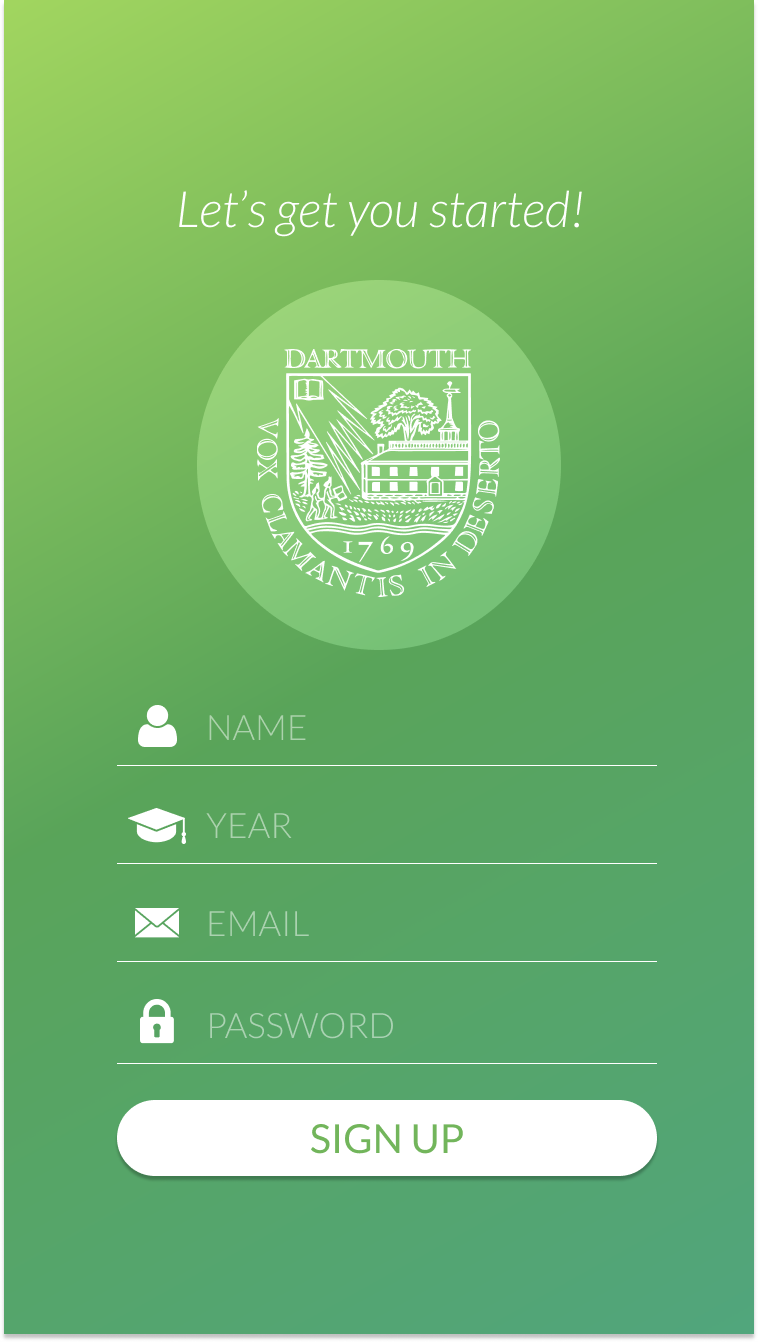 Let’s get you started!
DARTMOUTH
VOX CLAMANTIS IN DESERTO
1769
NAME
YEAR
EMAIL
PASSWORD
SIGN UP